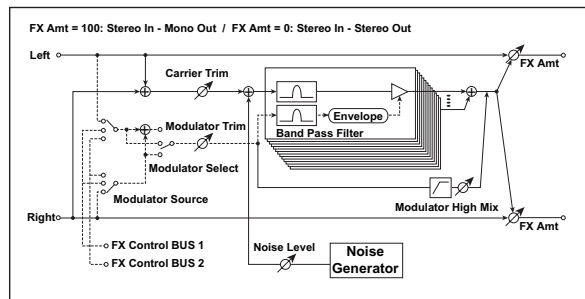 FX Amt = 100: Stereo In - Mono Out / FX Amt = 0: Stereo In - Stereo Out
Left
FX Amt
Carrier Trim
Envelope
Band Pass Filter
Modulator Trim
Modulator Select
Modulator Source
Modulator High Mix
Right
FX Amt
FX Control BUS 1
FX Control BUS 2
Noise Level
Noise
Generator